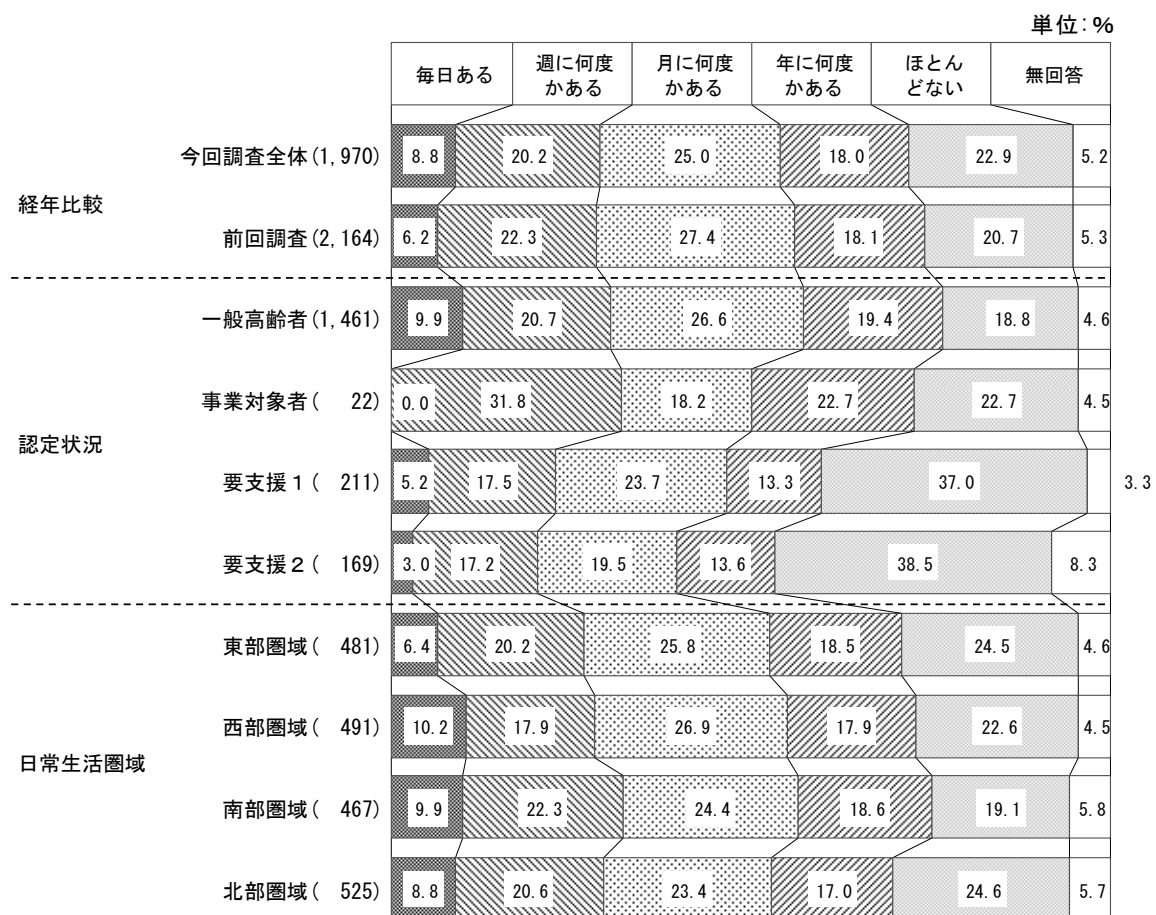 単位:%
毎日ある 週に何度かある 月に何度かある 年に何度かある ほとんどない 無回答
経年比較
今回調査全体(1,970) 8.8 20.2 25.0 18.0 22.9 5.2
前回調査(2,164) 6.2 22.3 27.4 18.1 20.7 5.3
認定状況
一般高齢者(1,461) 9.9 20.7 26.6 19.4 18.8 4.6
事業対象者( 22) 0.0 31.8 18.2 22.7 22.7 4.5
要支援1( 211) 5.2 17.5 23.7 13.3 37.0 3.3
要支援2( 169) 3.0 17.2 19.5 13.6 38.5 8.3
日常生活圏域
東部圏域( 481) 6.4 20.2 25.8 18.5 24.5 4.6
西部圏域( 491) 10.2 17.9 26.9 17.9 22.6 4.5
南部圏域( 467) 9.9 22.3 24.4 18.6 19.1 5.8
北部圏域( 525) 8.8 20.6 23.4 17.0 24.6 5.7